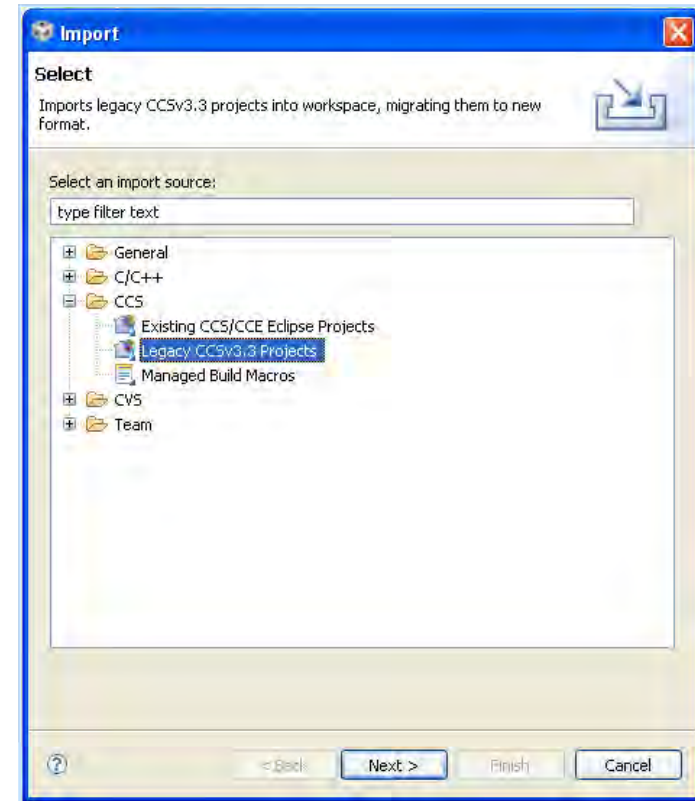 Import
Select
Imports legacy CCSv3.3 projects into workspace, migrating them to new
format.
Select an import source:
type filter text
General
C/C++
CCS
Existing CCS/CCE Eclipse Projects
Legacy CCSv3.3 Projects
Managed Build Macros
CVS
Team
?
< Back
Next >
Finish
Cancel